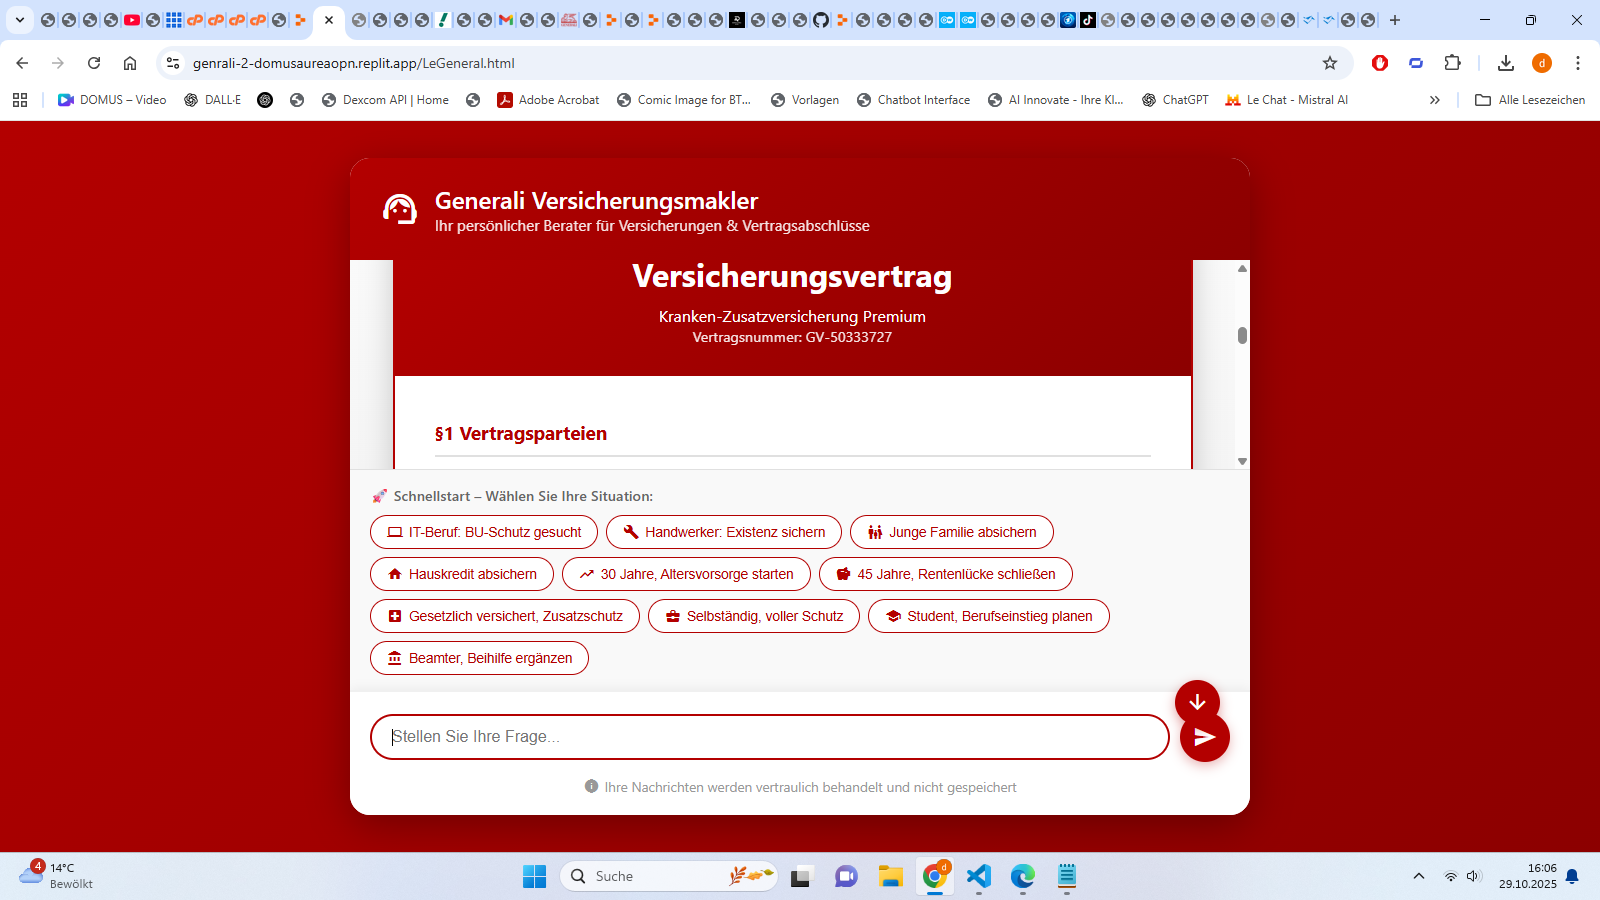 genrali-2-domusaureaopn.replit.app/LeGeneral.html
d
DOMUS – Video
DALL·E
Dexcom API | Home
Adobe Acrobat
Comic Image for BT...
Vorlagen
Chatbot Interface
AI Innovate - Ihre KI...
ChatGPT
Le Chat - Mistral AI
Alle Lesezeichen
Generali Versicherungsmakler
Ihr persönlicher Berater für Versicherungen & Vertragsabschlüsse
Versicherungsvertrag
Kranken-Zusatzversicherung Premium
Vertragsnummer: GV-50333727
§1 Vertragsparteien
Schnellstart – Wählen Sie Ihre Situation:
IT-Beruf: BU-Schutz gesucht
Handwerker: Existenz sichern
Junge Familie absichern
Hauskredit absichern
30 Jahre, Altersvorsorge starten
45 Jahre, Rentenlücke schließen
Gesetzlich versichert, Zusatzschutz
Selbständig, voller Schutz
Student, Berufseinstieg planen
Beamter, Beihilfe ergänzen
Stellen Sie Ihre Frage...
Ihre Nachrichten werden vertraulich behandelt und nicht gespeichert
4
14°C
Bewölkt
Suche
d
16:06
29.10.2025